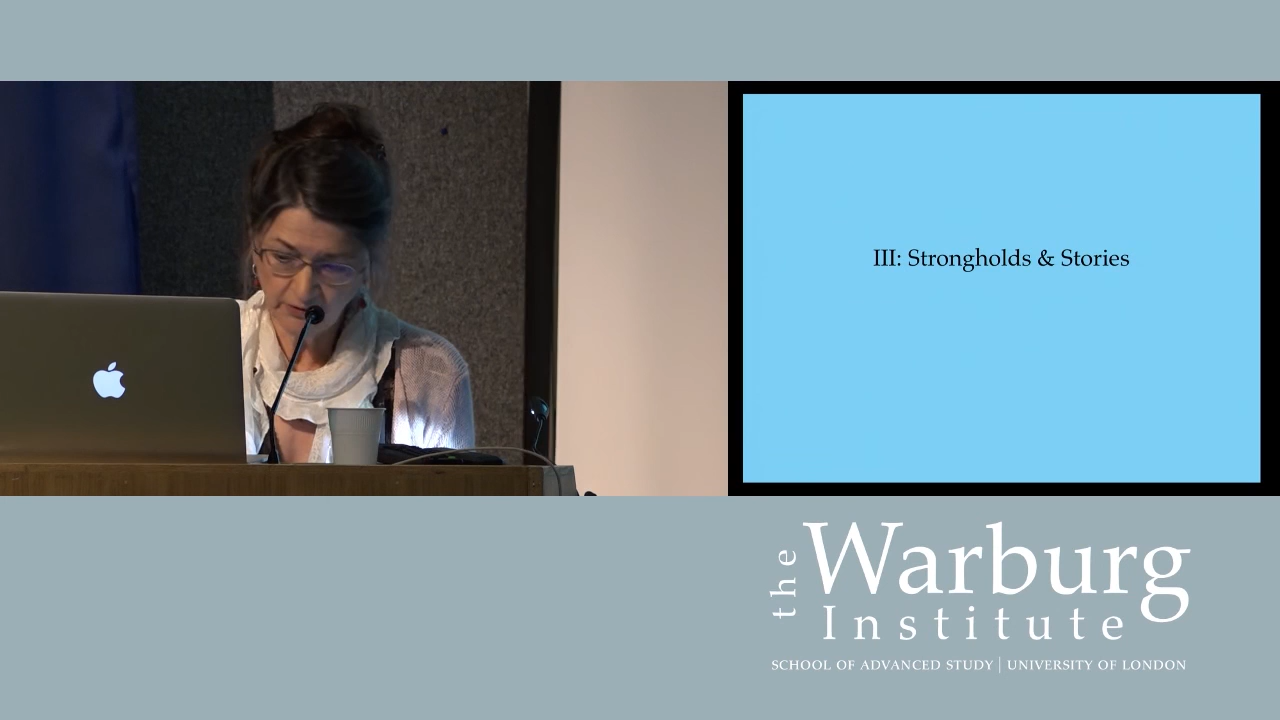 III: Strongholds & Stories
the Warburg
Institute
SCHOOL OF ADVANCED STUDY | UNIVERSITY OF LONDON